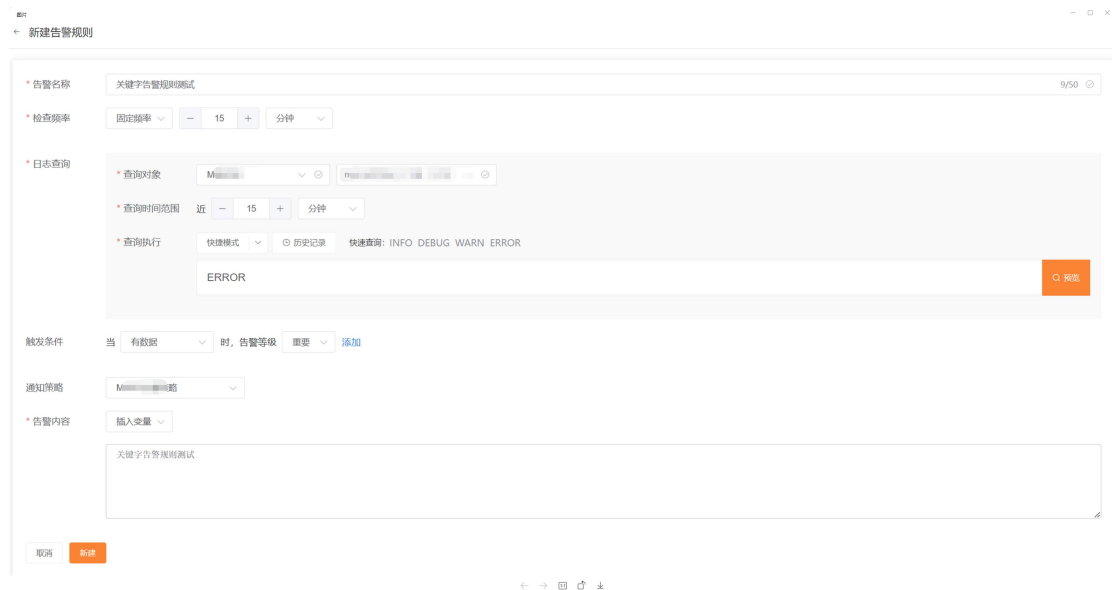 图片
新建告警规则
* 告警名称 关键字告警规则测试 9/50
* 检查频率 固定频率 15 分钟
* 日志查询
* 查询对象 M
* 查询时间范围 近 15 分钟
* 查询执行 快捷模式 历史记录 快速查询: INFO DEBUG WARN ERROR
ERROR 预览
触发条件 当 有数据 时, 告警等级 重要 添加
通知策略 M 略
* 告警内容 插入变量
关键字告警规则测试
取消 新建